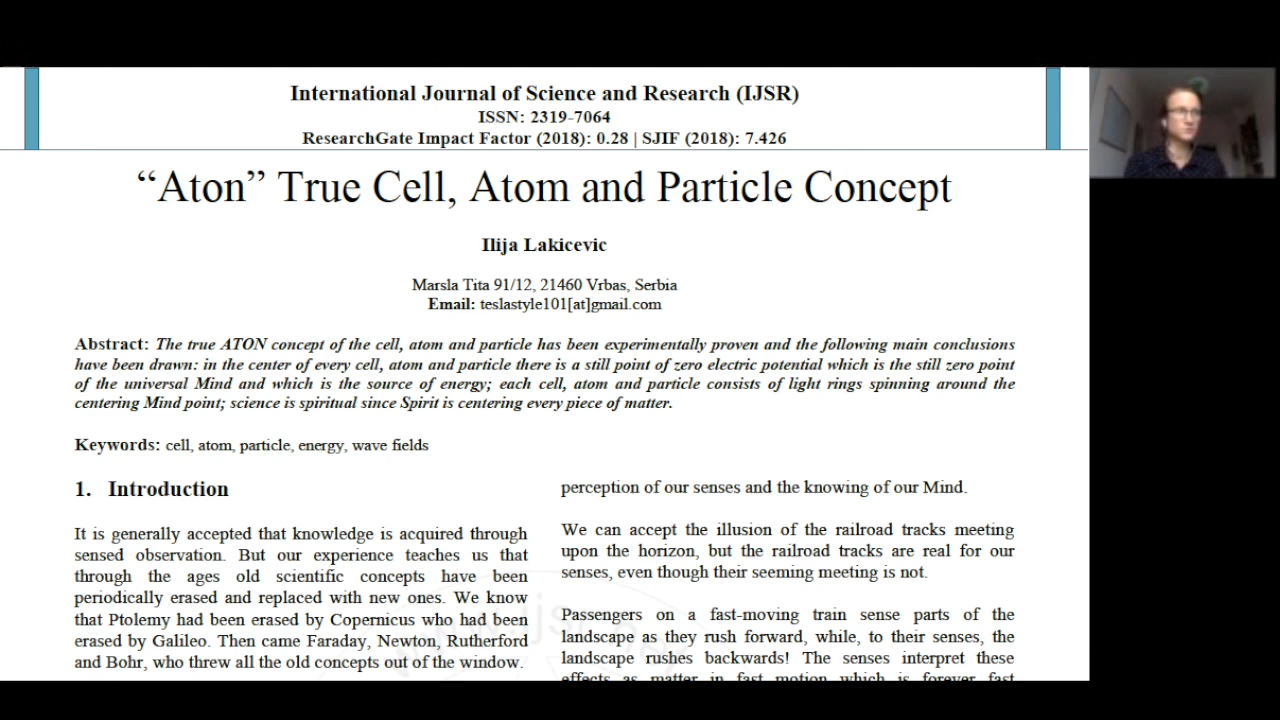 International Journal of Science and Research (IJSR)
ISSN: 2319-7064
ResearchGate Impact Factor (2018): 0.28 | SJIF (2018): 7.426
“Aton” True Cell, Atom and Particle Concept
Ilija Lakicevic
Marsla Tita 91/12, 21460 Vrbas, Serbia
Email: teslastyle101[at]gmail.com
Abstract: The true ATON concept of the cell, atom and particle has been experimentally proven and the following main conclusions
have been drawn: in the center of every cell, atom and particle there is a still point of zero electric potential which is the still zero point
of the universal Mind and which is the source of energy; each cell, atom and particle consists of light rings spinning around the
centering Mind point; science is spiritual since Spirit is centering every piece of matter.
Keywords: cell, atom, particle, energy, wave fields
1. Introduction
It is generally accepted that knowledge is acquired through
sensed observation. But our experience teaches us that
through the ages old scientific concepts have been
periodically erased and replaced with new ones. We know
that Ptolemy had been erased by Copernicus who had been
erased by Galileo. Then came Faraday, Newton, Rutherford
and Bohr, who threw all the old concepts out of the window.
perception of our senses and the knowing of our Mind.
We can accept the illusion of the railroad tracks meeting
upon the horizon, but the railroad tracks are real for our
senses, even though their seeming meeting is not.
Passengers on a fast-moving train sense parts of the
landscape as they rush forward, while, to their senses, the
landscape rushes backwards! The senses interpret these
effects as matter in fast motion which is forever fast